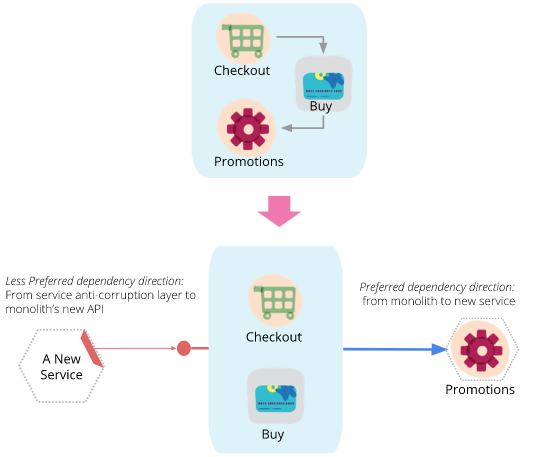 Checkout
Buy
Promotions
Less Preferred dependency direction:
From service anti-corruption layer to
monolith's new API
Preferred dependency direction:
from monolith to new service
Checkout
A New
Service
Promotions
Buy